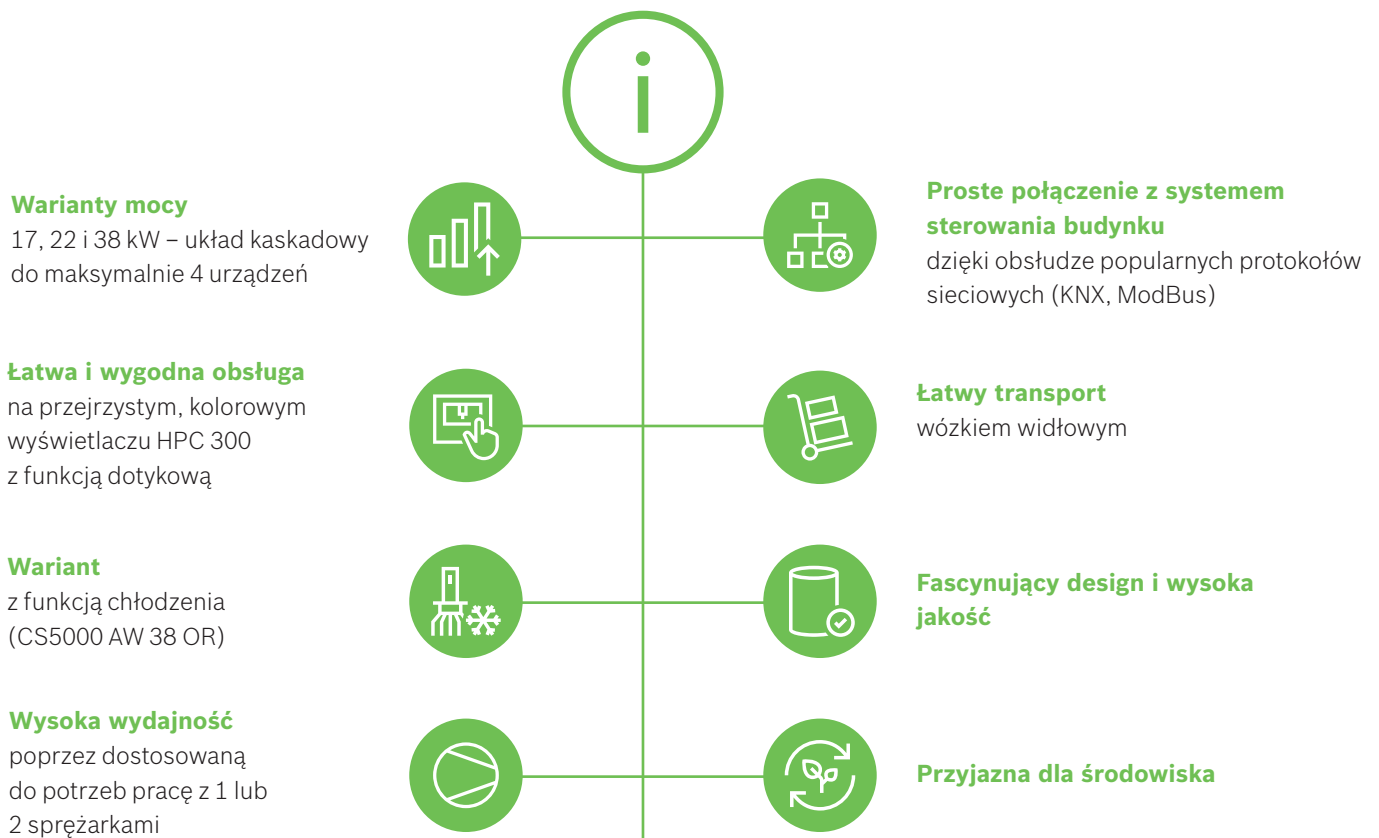 i
Warianty mocy
17, 22 i 38 kW – układ kaskadowy
do maksymalnie 4 urządzeń
Łatwa i wygodna obsługa
na przejrzystym, kolorowym
wyświetlaczu HPC 300
z funkcją dotykową
Wariant
z funkcją chłodzenia
(CS5000 AW 38 OR)
Wysoka wydajność
poprzez dostosowaną
do potrzeb pracę z 1 lub
2 sprężarkami
Proste połączenie z systemem
sterowania budynku
dzięki obsłudze popularnych protokołów
sieciowych (KNX, ModBus)
Łatwy transport
wózkiem widłowym
Fascynujący design i wysoka
jakość
Przyjazna dla środowiska